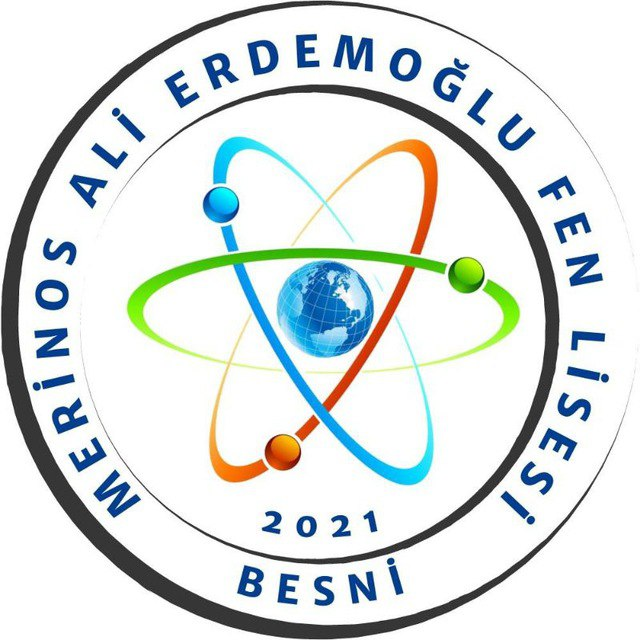 MERİNOS ALİ ERDEMOĞLU FEN LİSESİ
2021
BESNİ